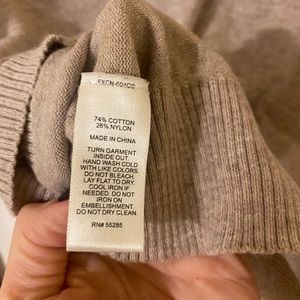 74% COTTON
26% NYLON
MADE IN CHINA
TURN GARMENT
INSIDE OUT.
HAND WASH COLD
WITH LIKE COLORS.
DO NOT BLEACH.
LAY FLAT TO DRY.
COOL IRON IF
NEEDED. DO NOT
IRON ON
EMBELLISHMENT.
DO NOT DRY CLEAN.
RN# 55285